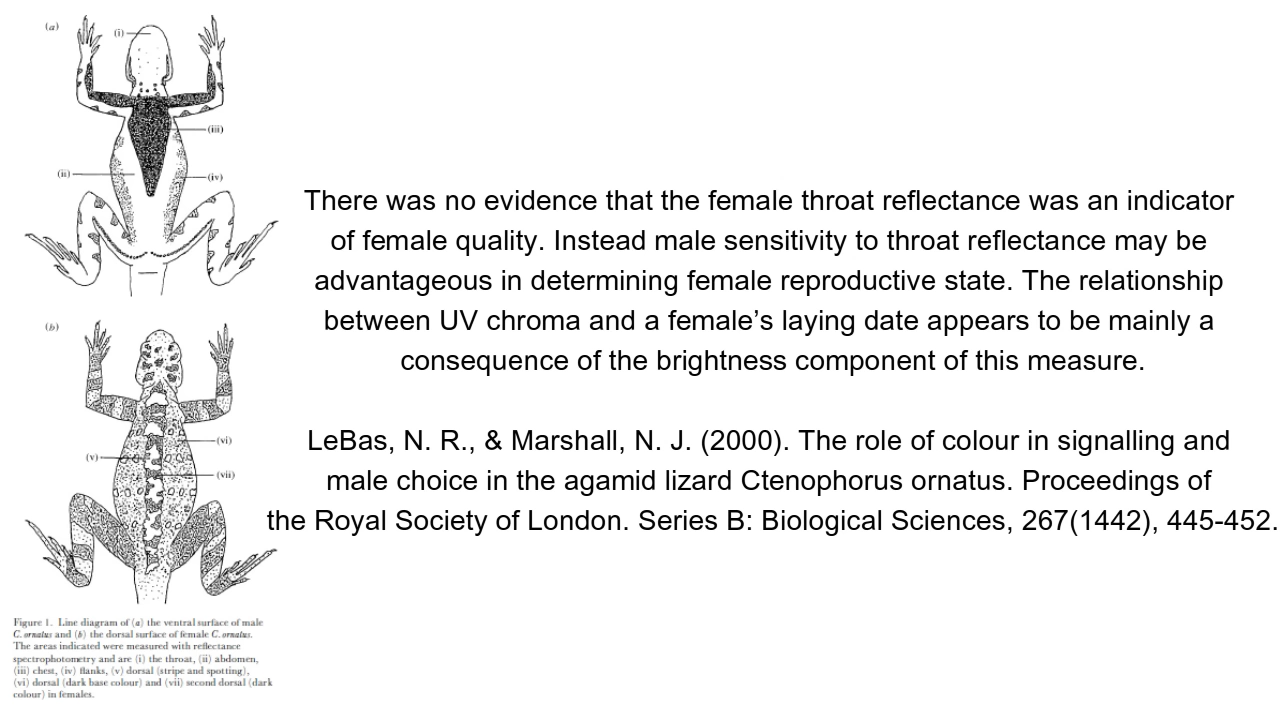 (a)
(i)
(iii)
(ii)
(iv)
(b)
(vi)
(v)
(vii)
Figure 1. Line diagram of (a) the ventral surface of male
C. ornatus and (b) the dorsal surface of female C. ornatus.
The areas indicated were measured with reflectance
spectrophotometry and are (i) the throat, (ii) abdomen,
(iii) chest, (iv) flanks, (v) dorsal (stripe and spotting),
(vi) dorsal (dark base colour) and (vii) second dorsal (dark
colour) in females.
There was no evidence that the female throat reflectance was an indicator
of female quality. Instead male sensitivity to throat reflectance may be
advantageous in determining female reproductive state. The relationship
between UV chroma and a female’s laying date appears to be mainly a
consequence of the brightness component of this measure.
LeBas, N. R., & Marshall, N. J. (2000). The role of colour in signalling and
male choice in the agamid lizard Ctenophorus ornatus. Proceedings of
the Royal Society of London. Series B: Biological Sciences, 267(1442), 445-452.